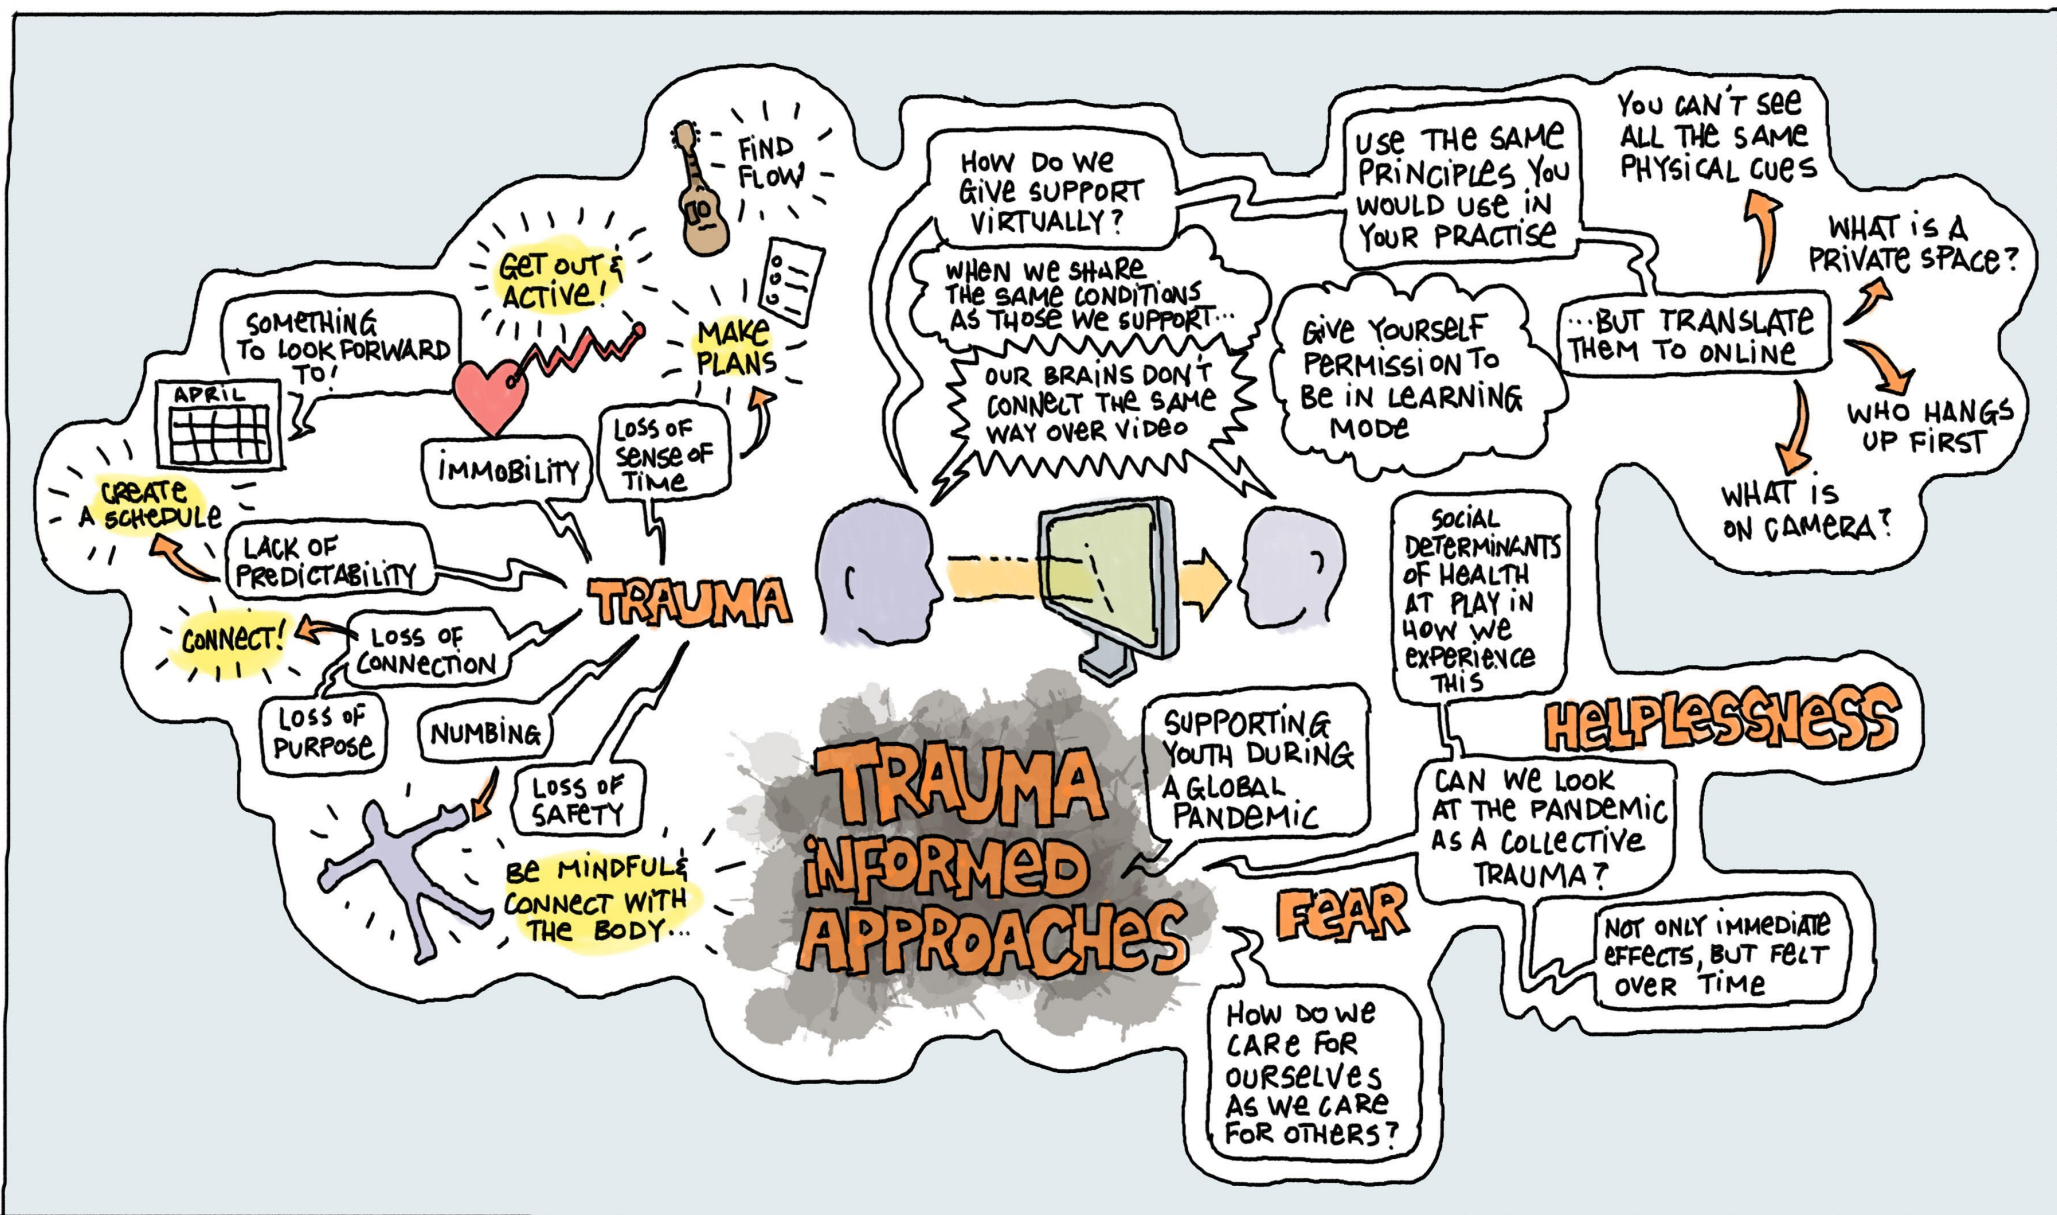 FIND
FLOW
GET OUT &
ACTIVE!
MAKE
PLANS
SOMETHING
TO LOOK FORWARD
TO!
APRIL
CREATE
A SCHEDULE
IMMOBILITY
LOSS OF
SENSE OF
TIME
LACK OF
PREDICTABILITY
CONNECT!
LOSS OF
CONNECTION
LOSS OF
PURPOSE
NUMBING
LOSS OF
SAFETY
BE MINDFUL &
CONNECT WITH
THE BODY...
TRAUMA
HOW DO WE
GIVE SUPPORT
VIRTUALLY?
WHEN WE SHARE
THE SAME CONDITIONS
AS THOSE WE SUPPORT...
OUR BRAINS DON'T
CONNECT THE SAME
WAY OVER VIDEO
USE THE SAME
PRINCIPLES YOU
WOULD USE IN
YOUR PRACTISE
GIVE YOURSELF
PERMISSION TO
BE IN LEARNING
MODE
...BUT TRANSLATE
THEM TO ONLINE
YOU CAN'T SEE
ALL THE SAME
PHYSICAL CUES
WHAT IS A
PRIVATE SPACE?
WHO HANGS
UP FIRST
WHAT IS
ON CAMERA?
SOCIAL
DETERMINANTS
OF HEALTH
AT PLAY IN
HOW WE
EXPERIENCE
THIS
HELPLESSNESS
TRAUMA
INFORMED
APPROACHES
SUPPORTING
YOUTH DURING
A GLOBAL
PANDEMIC
CAN WE LOOK
AT THE PANDEMIC
AS A COLLECTIVE
TRAUMA?
FEAR
NOT ONLY IMMEDIATE
EFFECTS, BUT FELT
OVER TIME
HOW DO WE
CARE FOR
OURSELVES
AS WE CARE
FOR OTHERS?